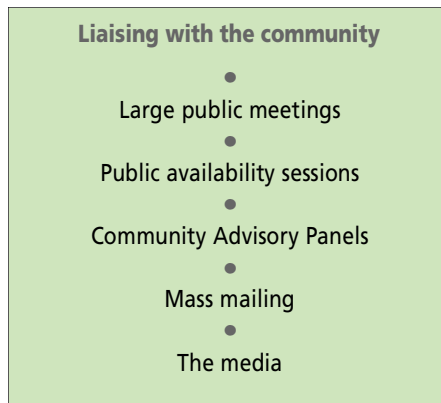 Liaising with the community
•
Large public meetings
•
Public availability sessions
•
Community Advisory Panels
•
Mass mailing
•
The media